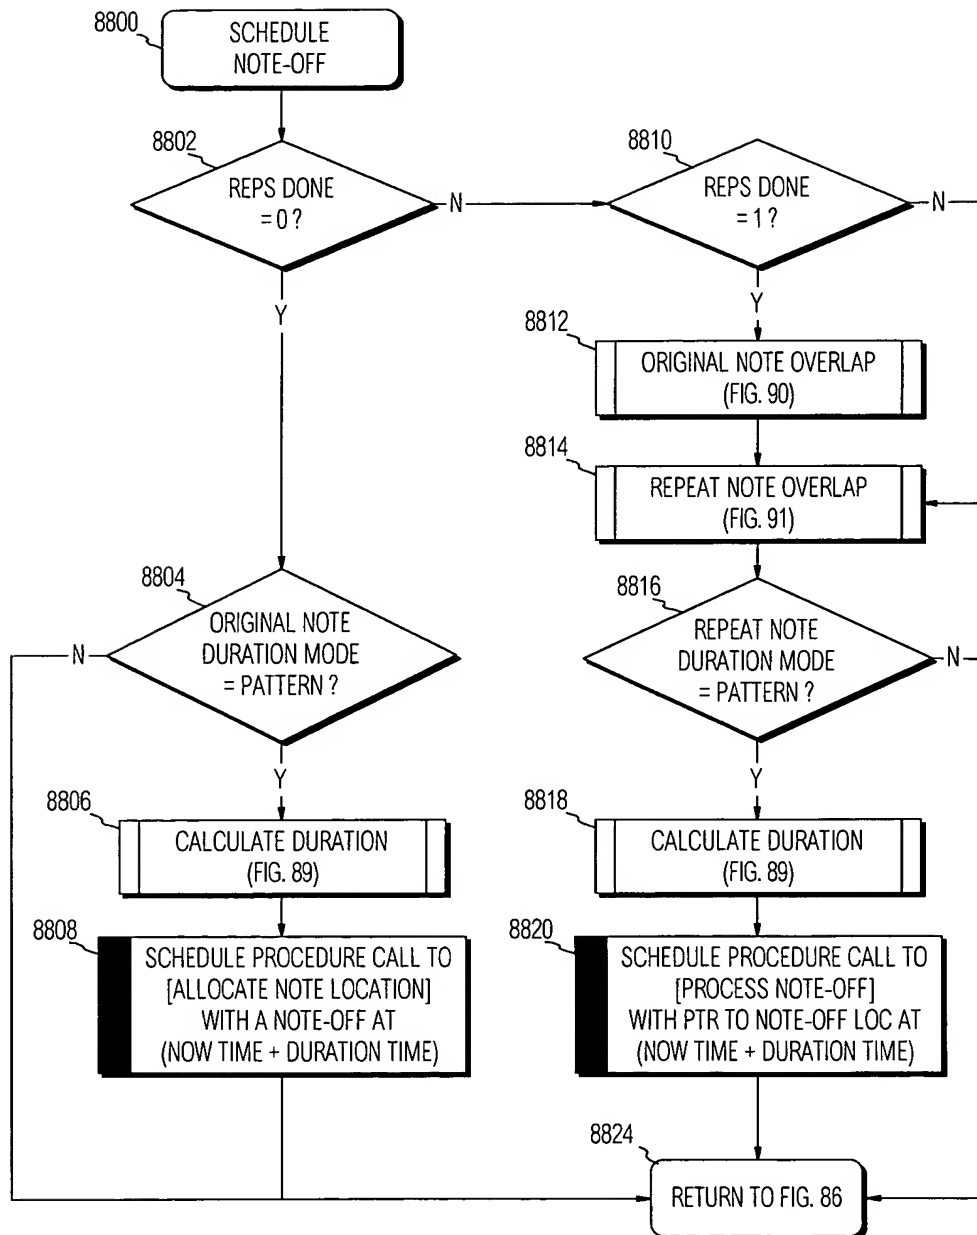 8800
SCHEDULE
NOTE-OFF
8802
REPS DONE
= 0 ?
N
Y
8810
REPS DONE
= 1 ?
N
Y
8812
ORIGINAL NOTE OVERLAP
(FIG. 90)
8814
REPEAT NOTE OVERLAP
(FIG. 91)
8804
ORIGINAL NOTE
DURATION MODE
= PATTERN ?
N
Y
8816
REPEAT NOTE
DURATION MODE
= PATTERN ?
N
Y
8806
CALCULATE DURATION
(FIG. 89)
8818
CALCULATE DURATION
(FIG. 89)
8808
SCHEDULE PROCEDURE CALL TO
[ALLOCATE NOTE LOCATION]
WITH A NOTE-OFF AT
(NOW TIME + DURATION TIME)
8820
SCHEDULE PROCEDURE CALL TO
[PROCESS NOTE-OFF]
WITH PTR TO NOTE-OFF LOC AT
(NOW TIME + DURATION TIME)
8824
RETURN TO FIG. 86